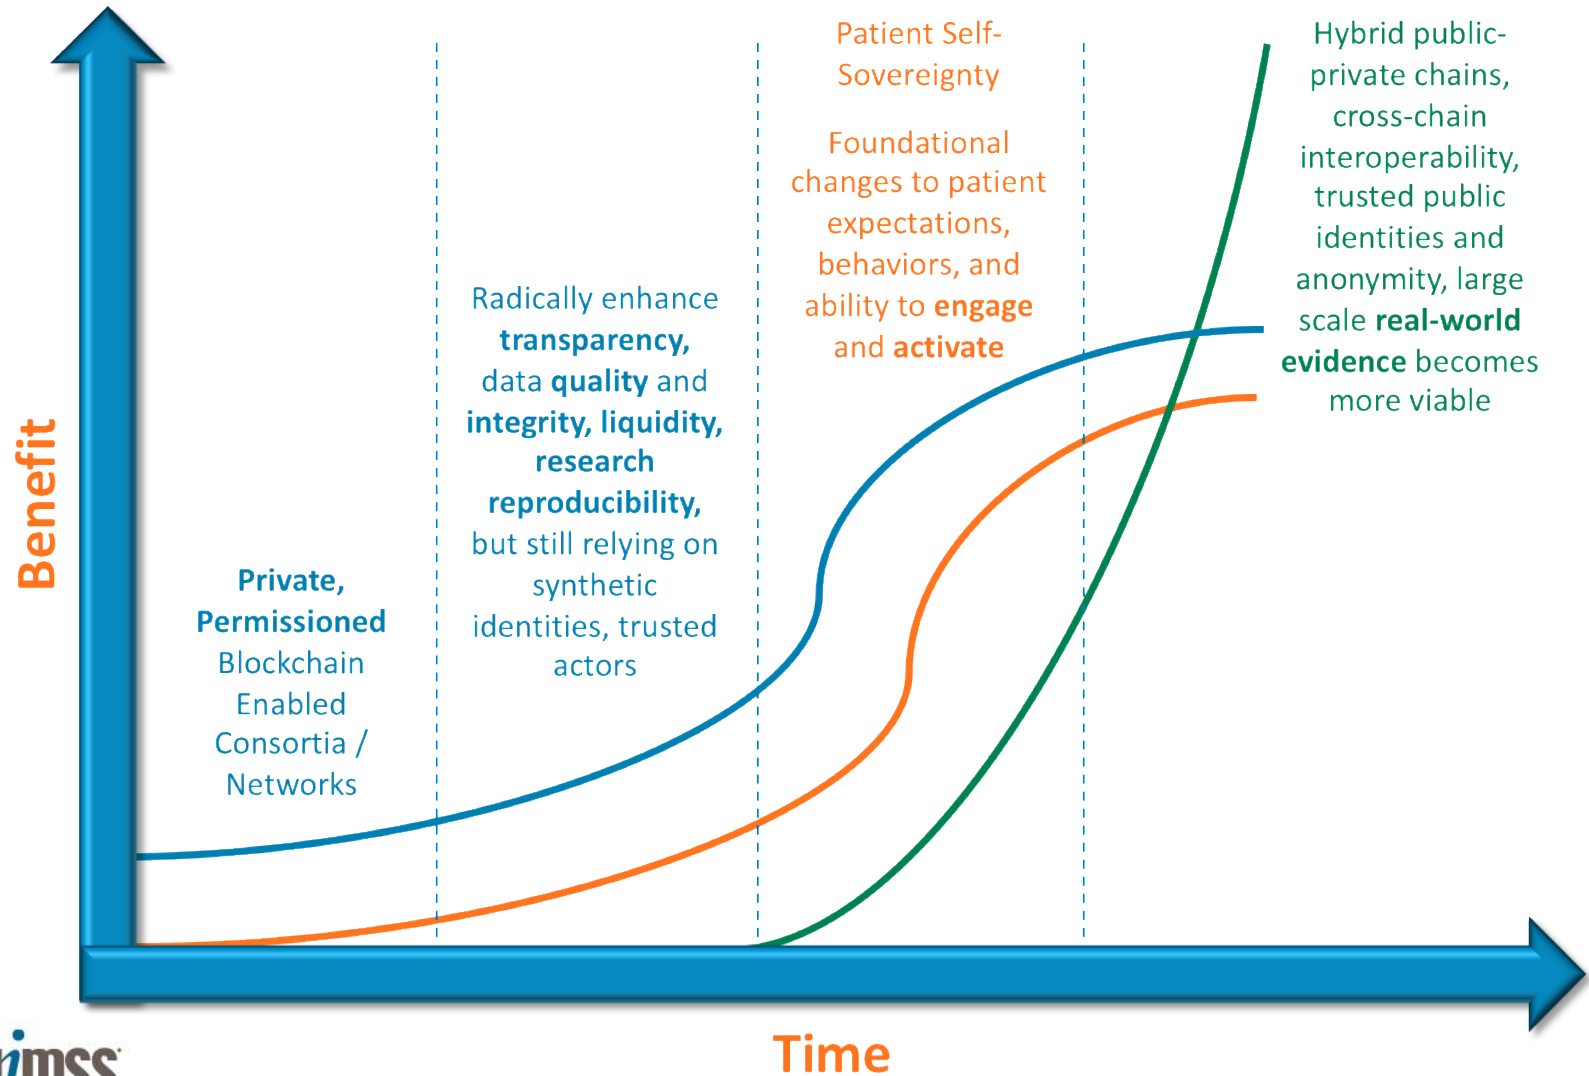 Benefit
Private,
Permissioned
Blockchain
Enabled
Consortia /
Networks
Radically enhance
transparency,
data quality and
integrity, liquidity,
research
reproducibility,
but still relying on
synthetic
identities, trusted
actors
Patient Self-
Sovereignty
Foundational
changes to patient
expectations,
behaviors, and
ability to engage
and activate
Hybrid public-
private chains,
cross-chain
interoperability,
trusted public
identities and
anonymity, large
scale real-world
evidence becomes
more viable
Time